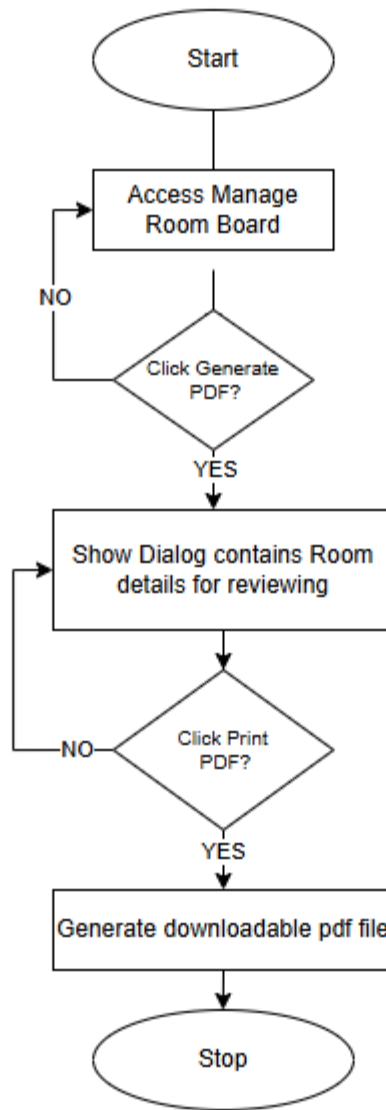 Start
Access Manage
Room Board
NO
Click Generate
PDF?
YES
Show Dialog contains Room
details for reviewing
NO
Click Print
PDF?
YES
Generate downloadable pdf file
Stop